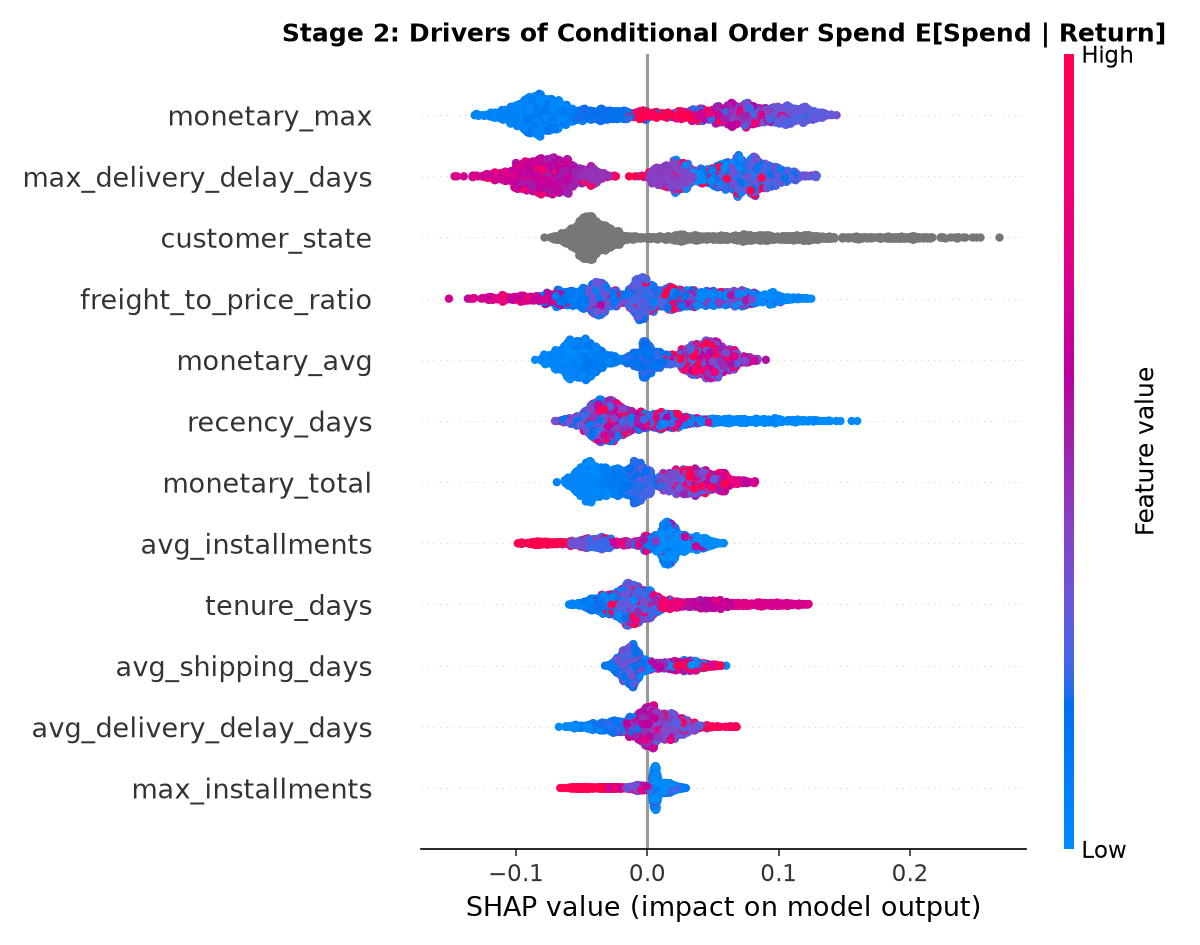 Stage 2: Drivers of Conditional Order Spend E[Spend | Return]
High
monetary_max
max_delivery_delay_days
customer_state
freight_to_price_ratio
monetary_avg
recency_days
monetary_total
avg_installments
tenure_days
avg_shipping_days
avg_delivery_delay_days
max_installments
Feature value
Low
−0.1 0.0 0.1 0.2
SHAP value (impact on model output)